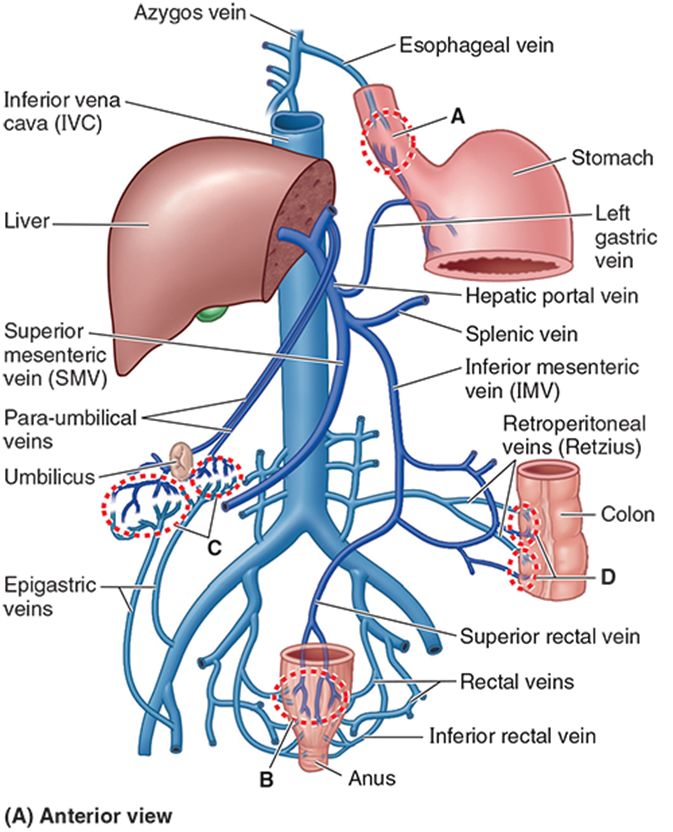 Azygos vein
Esophageal vein
Inferior vena
cava (IVC)
A
Stomach
Liver
Left
gastric
vein
Hepatic portal vein
Splenic vein
Superior
mesenteric
vein (SMV)
Inferior mesenteric
vein (IMV)
Para-umbilical
veins
Retroperitoneal
veins (Retzius)
Umbilicus
Colon
C
D
Epigastric
veins
Superior rectal vein
Rectal veins
Inferior rectal vein
B
Anus
(A) Anterior view